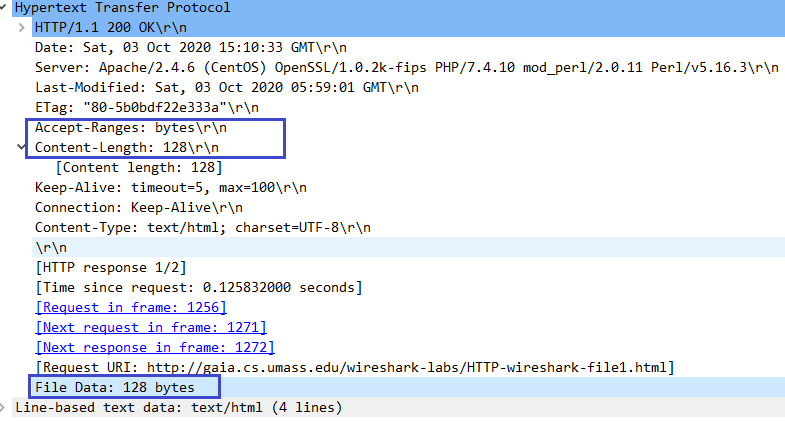 Hypertext Transfer Protocol
HTTP/1.1 200 OK\r\n
Date: Sat, 03 Oct 2020 15:10:33 GMT\r\n
Server: Apache/2.4.6 (CentOS) OpenSSL/1.0.2k-fips PHP/7.4.10 mod_perl/2.0.11 Perl/v5.16.3\r\n
Last-Modified: Sat, 03 Oct 2020 05:59:01 GMT\r\n
ETag: "80-5b0bdf22e333a"\r\n
Accept-Ranges: bytes\r\n
Content-Length: 128\r\n
[Content length: 128]
Keep-Alive: timeout=5, max=100\r\n
Connection: Keep-Alive\r\n
Content-Type: text/html; charset=UTF-8\r\n
\r\n
[HTTP response 1/2]
[Time since request: 0.125832000 seconds]
[Request in frame: 1256]
[Next request in frame: 1271]
[Next response in frame: 1272]
[Request URI: http://gaia.cs.umass.edu/wireshark-labs/HTTP-wireshark-file1.html]
File Data: 128 bytes
Line-based text data: text/html (4 lines)